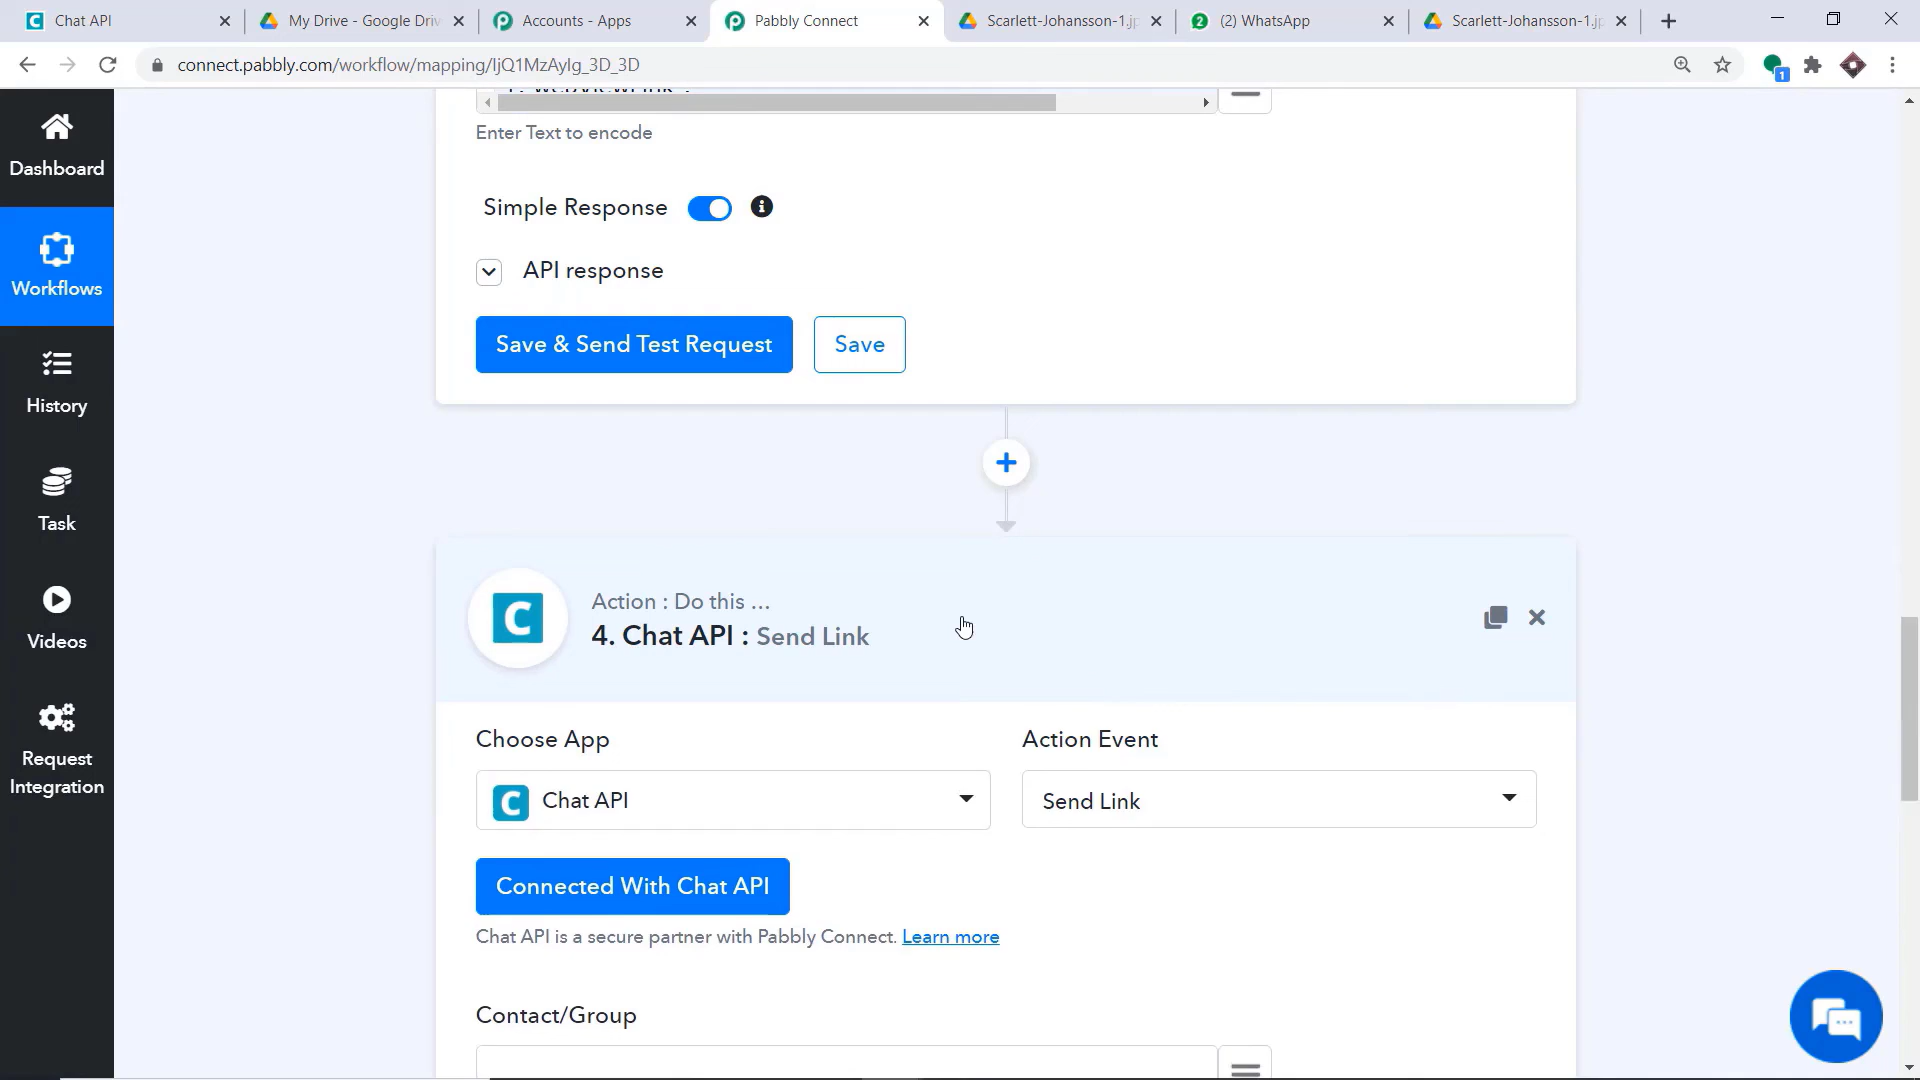 Chat API
My Drive - Google Driv
Accounts - Apps
Pabbly Connect
Scarlett-Johansson-1.jp
(2) WhatsApp
Scarlett-Johansson-1.jp
connect.pabbly.com/workflow/mapping/IjQ1MzAyIg_3D_3D
1
Dashboard
Workflows
History
Task
Videos
Request
Integration
Enter Text to encode
Simple Response
API response
Save & Send Test Request
Save
Action : Do this ...
4. Chat API : Send Link
Choose App
Action Event
Chat API
Send Link
Connected With Chat API
Chat API is a secure partner with Pabbly Connect. Learn more
Contact/Group